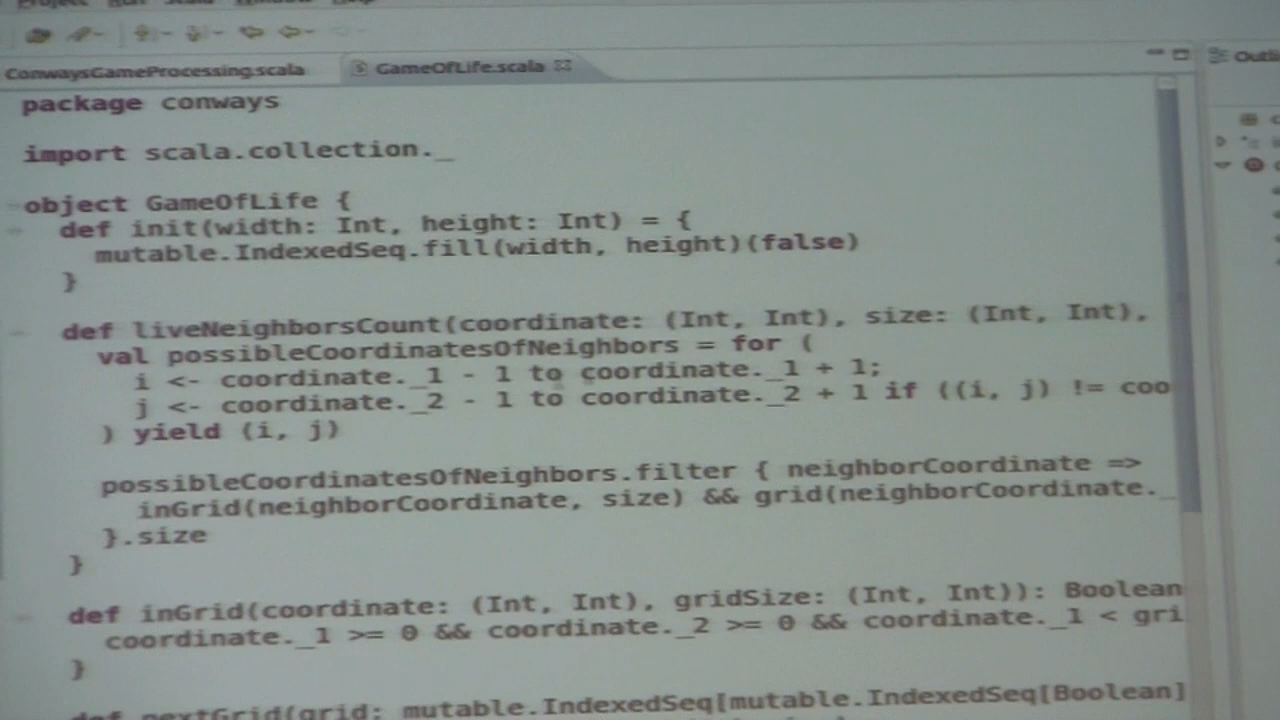 ConwaysGameProcessing.scala
GameOfLife.scala
package conways
import scala.collection._
object GameOfLife {
def init(width: Int, height: Int) = {
mutable.IndexedSeq.fill(width, height)(false)
}
def liveNeighborsCount(coordinate: (Int, Int), size: (Int, Int),
val possibleCoordinatesOfNeighbors = for (
i <- coordinate._1 - 1 to coordinate._1 + 1;
j <- coordinate._2 - 1 to coordinate._2 + 1 if ((i, j) != coo
) yield (i, j)
possibleCoordinatesOfNeighbors.filter { neighborCoordinate =>
inGrid(neighborCoordinate, size) && grid(neighborCoordinate._
}.size
}
def inGrid(coordinate: (Int, Int), gridSize: (Int, Int)): Boolean
coordinate._1 >= 0 && coordinate._2 >= 0 && coordinate._1 < gri
}
def nextGrid(grid: mutable.IndexedSeq[mutable.IndexedSeq[Boolean]